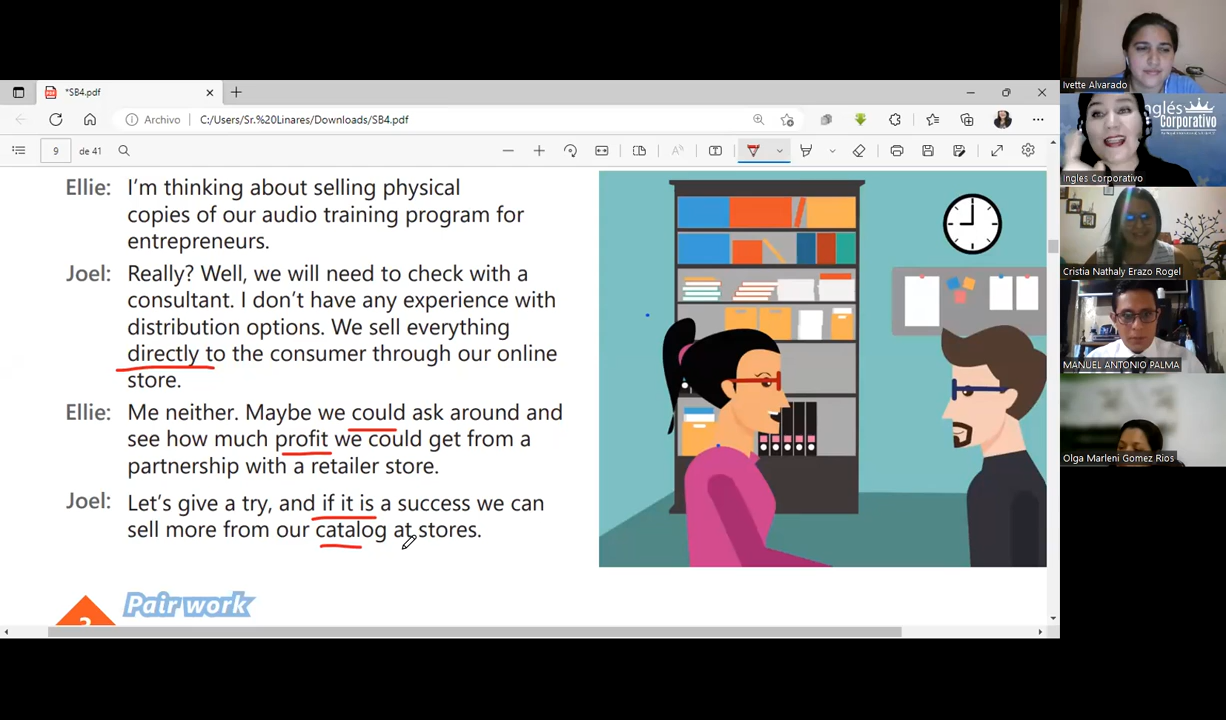 *SB4.pdf
Archivo
C:/Users/Sr.%20Linares/Downloads/SB4.pdf
9
de 41
Ellie: I'm thinking about selling physical
copies of our audio training program for
entrepreneurs.
Joel: Really? Well, we will need to check with a
consultant. I don't have any experience with
distribution options. We sell everything
directly to the consumer through our online
store.
Ellie: Me neither. Maybe we could ask around and
see how much profit we could get from a
partnership with a retailer store.
Joel: Let's give a try, and if it is a success we can
sell more from our catalog at stores.
Pair work
Ivette Alvarado
Inglés
Corporativo
Ingles Corporativo
Cristia Nathaly Erazo Rogel
MANUEL ANTONIO PALMA
Olga Marleni Gomez Rios